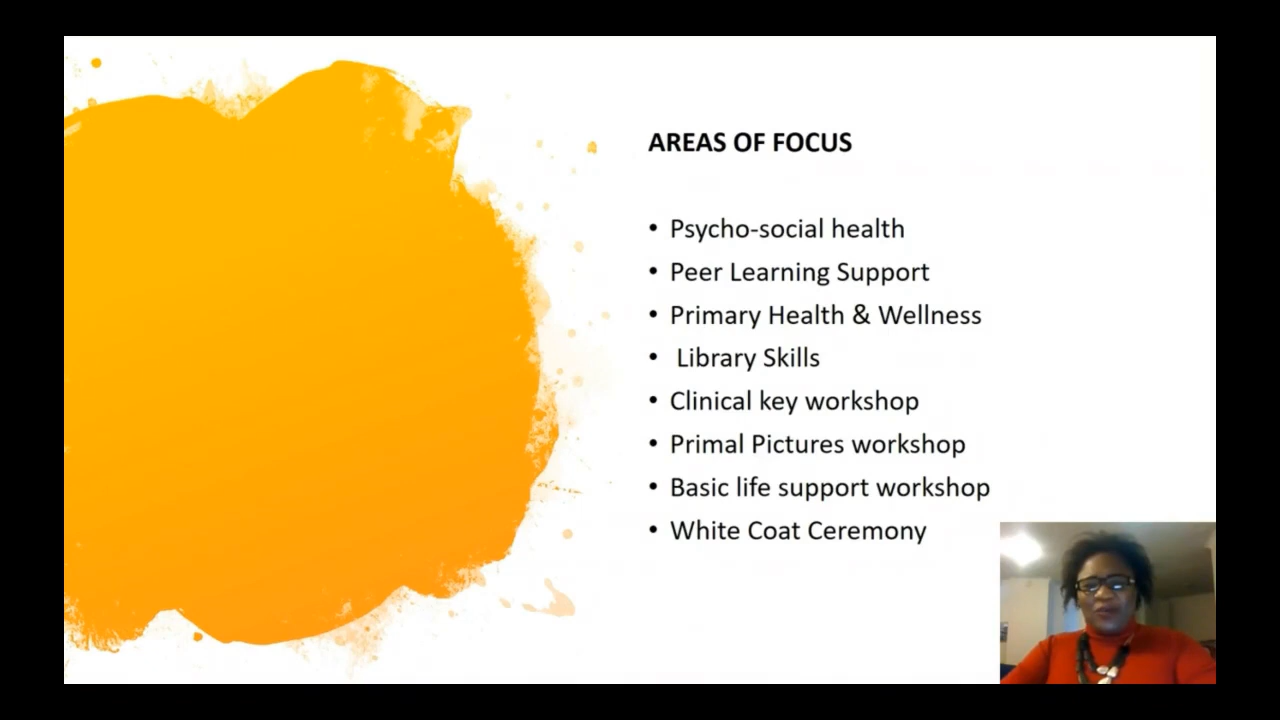 AREAS OF FOCUS
• Psycho-social health
• Peer Learning Support
• Primary Health & Wellness
• Library Skills
• Clinical key workshop
• Primal Pictures workshop
• Basic life support workshop
• White Coat Ceremony